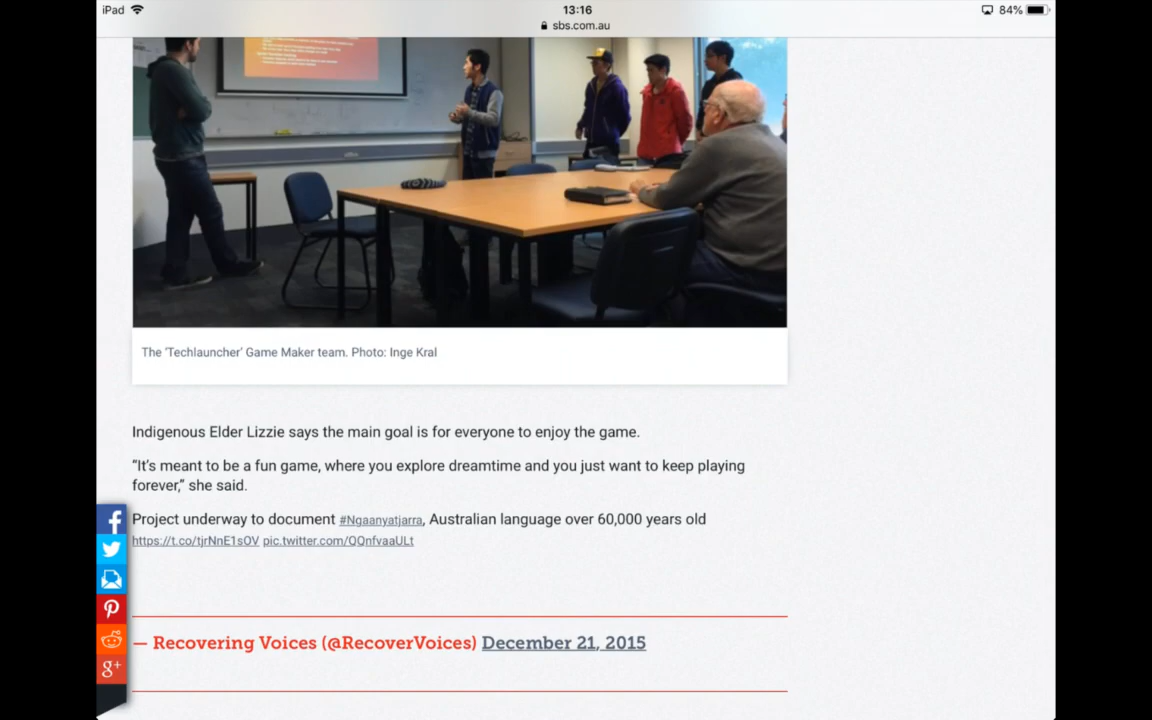 iPad 13:16 84%
sbs.com.au
The ‘Techlauncher’ Game Maker team. Photo: Inge Kral
Indigenous Elder Lizzie says the main goal is for everyone to enjoy the game.
“It’s meant to be a fun game, where you explore dreamtime and you just want to keep playing
forever,” she said.
Project underway to document #Ngaanyatjarra, Australian language over 60,000 years old
https://t.co/tjrNnE1sOV pic.twitter.com/QQnfvaaULt
— Recovering Voices (@RecoverVoices) December 21, 2015
g+